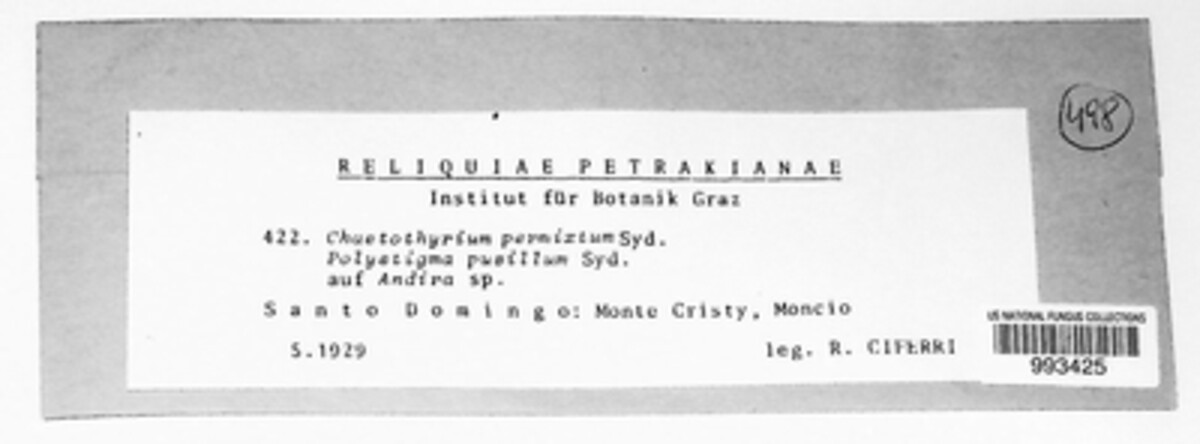 498
RELIQUIAE PETRAKIANAE
Institut für Botanik Graz
422. Chaetothyrium permixtum Syd.
Polystigma pusillum Syd.
auf Andira sp.
Santo Domingo: Monte Cristy, Moncio
5.1929
leg. R. CIFERRI
US NATIONAL FUNGUS COLLECTIONS
993425